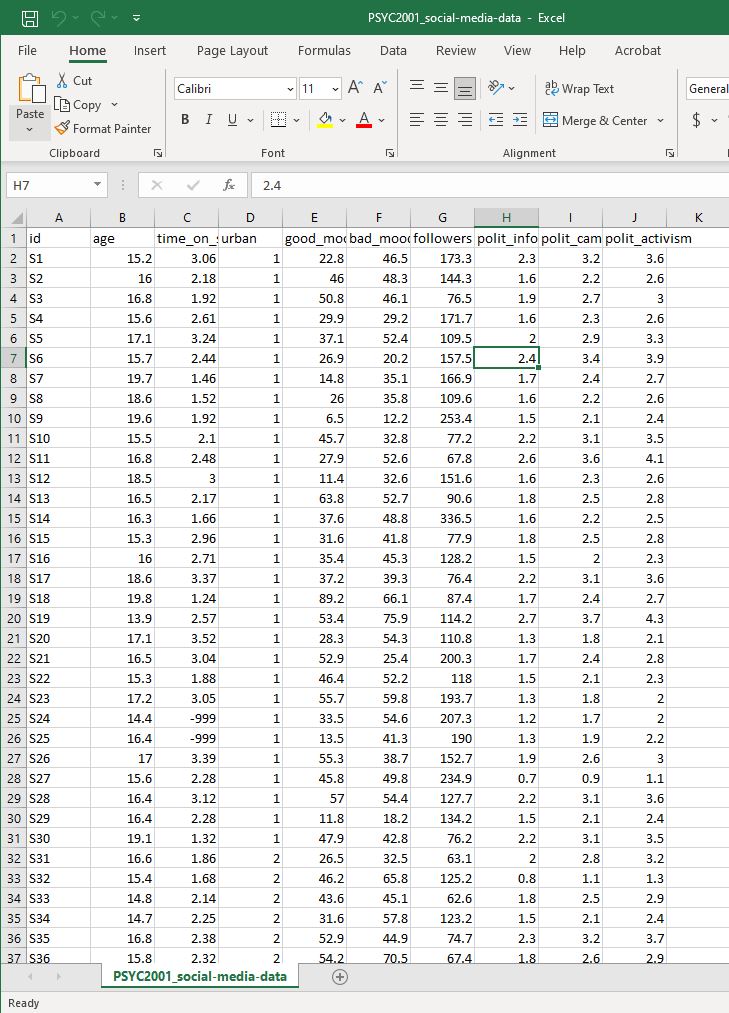 PSYC2001_social-media-data - Excel
File Home Insert Page Layout Formulas Data Review View Help Acrobat
Paste
Cut
Copy
Format Painter
Clipboard
Calibri 11 A A
B I U A
Font
ab Wrap Text
Merge & Center
Alignment
General
$
H7 fx 2.4
A B C D E F G H I J K
1 id age time_on_s urban good_moo bad_mood followers polit_info polit_cam polit_activism
2 S1 15.2 3.06 1 22.8 46.5 173.3 2.3 3.2 3.6
3 S2 16 2.18 1 46 48.3 144.3 1.6 2.2 2.6
4 S3 16.8 1.92 1 50.8 46.1 76.5 1.9 2.7 3
5 S4 15.6 2.61 1 29.9 29.2 171.7 1.6 2.3 2.6
6 S5 17.1 3.24 1 37.1 52.4 109.5 2 2.9 3.3
7 S6 15.7 2.44 1 26.9 20.2 157.5 2.4 3.4 3.9
8 S7 19.7 1.46 1 14.8 35.1 166.9 1.7 2.4 2.7
9 S8 18.6 1.52 1 26 35.8 109.6 1.6 2.2 2.6
10 S9 19.6 1.92 1 6.5 12.2 253.4 1.5 2.1 2.4
11 S10 15.5 2.1 1 45.7 32.8 77.2 2.2 3.1 3.5
12 S11 16.8 2.48 1 27.9 52.6 67.8 2.6 3.6 4.1
13 S12 18.5 3 1 11.4 32.6 151.6 1.6 2.3 2.6
14 S13 16.5 2.17 1 63.8 52.7 90.6 1.8 2.5 2.8
15 S14 16.3 1.66 1 37.6 48.8 336.5 1.6 2.2 2.5
16 S15 15.3 2.96 1 31.6 41.8 77.9 1.8 2.5 2.8
17 S16 16 2.71 1 35.4 45.3 128.2 1.5 2 2.3
18 S17 18.6 3.37 1 37.2 39.3 76.4 2.2 3.1 3.6
19 S18 19.8 1.24 1 89.2 66.1 87.4 1.7 2.4 2.7
20 S19 13.9 2.57 1 53.4 75.9 114.2 2.7 3.7 4.3
21 S20 17.1 3.52 1 28.3 54.3 110.8 1.3 1.8 2.1
22 S21 16.5 3.04 1 52.9 25.4 200.3 1.7 2.4 2.8
23 S22 15.3 1.88 1 46.4 52.2 118 1.5 2.1 2.3
24 S23 17.2 3.05 1 55.7 59.8 193.7 1.3 1.8 2
25 S24 14.4 -999 1 33.5 54.6 207.3 1.2 1.7 2
26 S25 16.4 -999 1 13.5 41.3 190 1.3 1.9 2.2
27 S26 17 3.39 1 55.3 38.7 152.7 1.9 2.6 3
28 S27 15.6 2.28 1 45.8 49.8 234.9 0.7 0.9 1.1
29 S28 16.4 3.12 1 57 54.4 127.7 2.2 3.1 3.6
30 S29 16.4 2.28 1 11.8 18.2 134.2 1.5 2.1 2.4
31 S30 19.1 1.32 1 47.9 42.8 76.2 2.2 3.1 3.5
32 S31 16.6 1.86 2 26.5 32.5 63.1 2 2.8 3.2
33 S32 15.4 1.68 2 46.2 65.8 125.2 0.8 1.1 1.3
34 S33 14.8 2.14 2 43.6 45.1 62.6 1.8 2.5 2.9
35 S34 14.7 2.25 2 31.6 57.8 123.2 1.5 2.1 2.4
36 S35 16.8 2.38 2 52.9 44.9 74.7 2.3 3.2 3.7
37 S36 15.8 2.32 2 54.2 70.5 67.4 1.8 2.6 2.9
PSYC2001_social-media-data
Ready